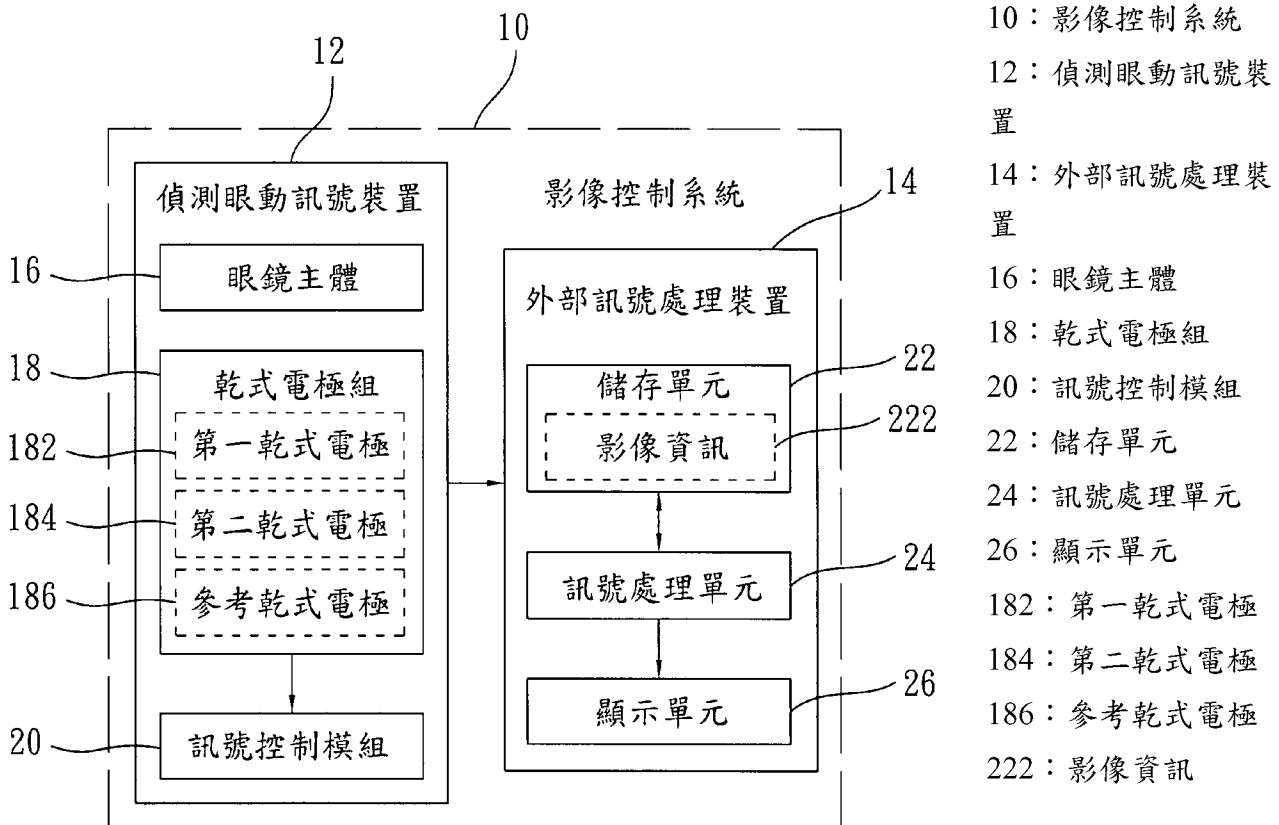 10
12
偵測眼動訊號裝置
影像控制系統
14
16
眼鏡主體
外部訊號處理裝置
18
乾式電極組
22
儲存單元
182
第一乾式電極
影像資訊
222
184
第二乾式電極
24
訊號處理單元
186
參考乾式電極
26
顯示單元
20
訊號控制模組
10：影像控制系統
12：偵測眼動訊號裝
置
14：外部訊號處理裝
置
16：眼鏡主體
18：乾式電極組
20：訊號控制模組
22：儲存單元
24：訊號處理單元
26：顯示單元
182：第一乾式電極
184：第二乾式電極
186：參考乾式電極
222：影像資訊